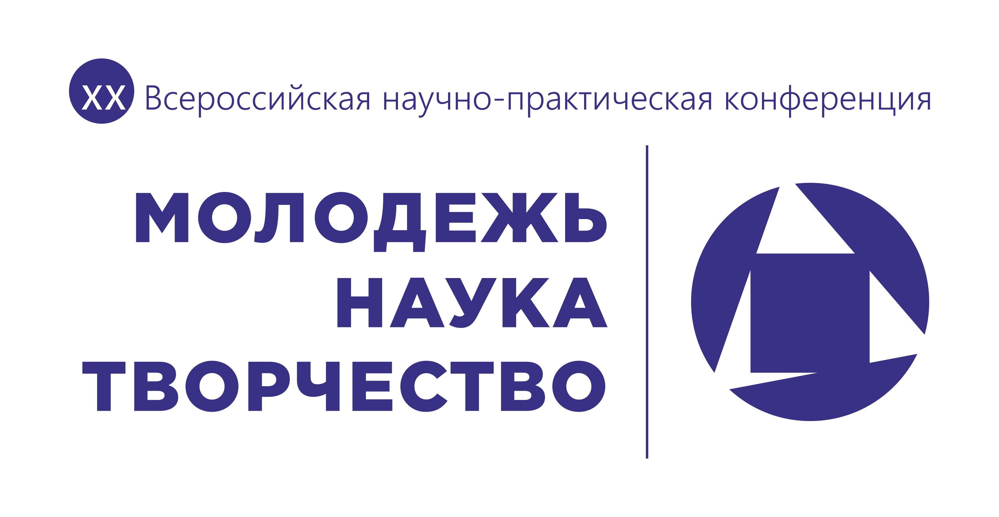 XX Всероссийская научно-практическая конференция
МОЛОДЕЖЬ
НАУКА
ТВОРЧЕСТВО